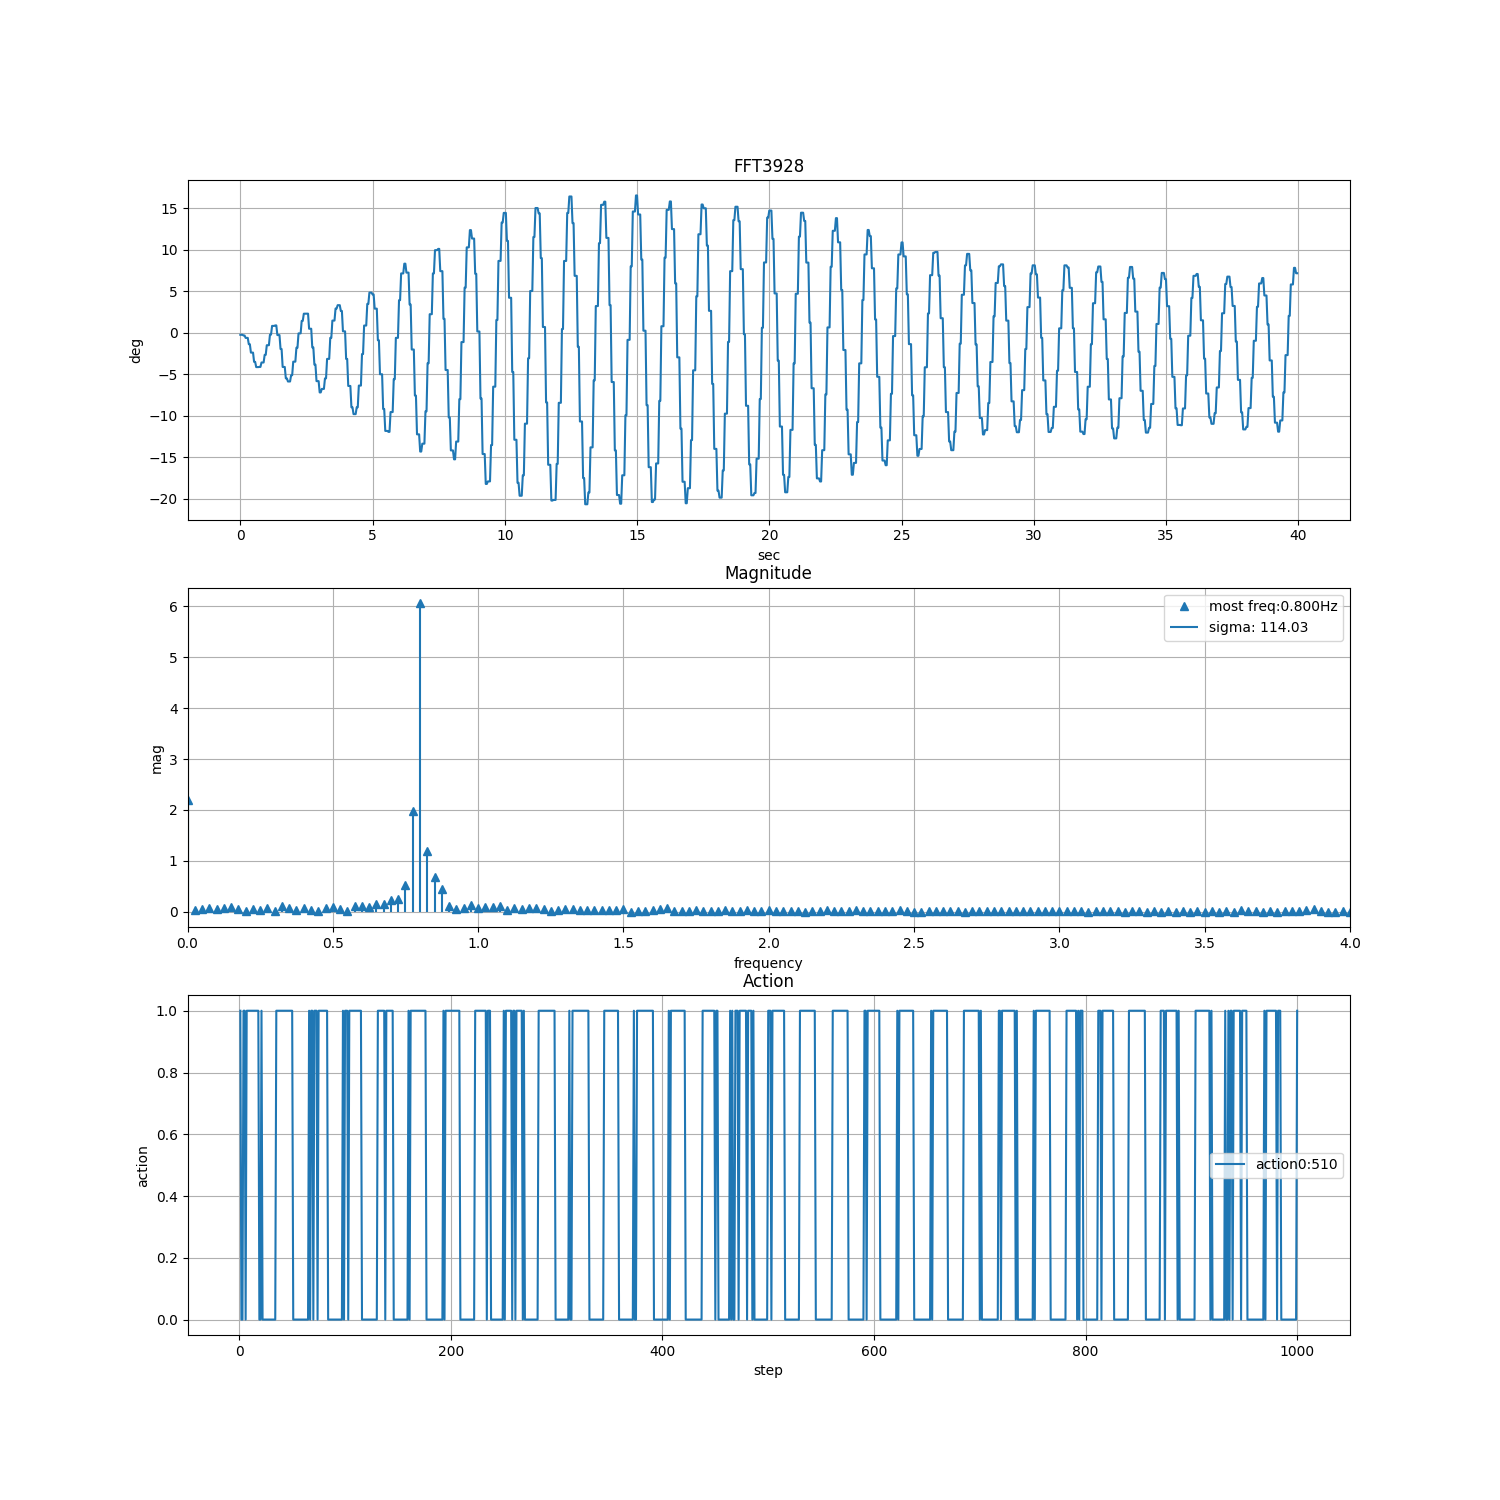 FFT3928
15
10
5
0
−5
−10
−15
−20
deg
0 5 10 15 20 25 30 35 40
sec
Magnitude
6
5
4
3
2
1
0
mag
most freq:0.800Hz
sigma: 114.03
0.0 0.5 1.0 1.5 2.0 2.5 3.0 3.5 4.0
frequency
Action
1.0
0.8
0.6
0.4
0.2
0.0
action
action0:510
0 200 400 600 800 1000
step